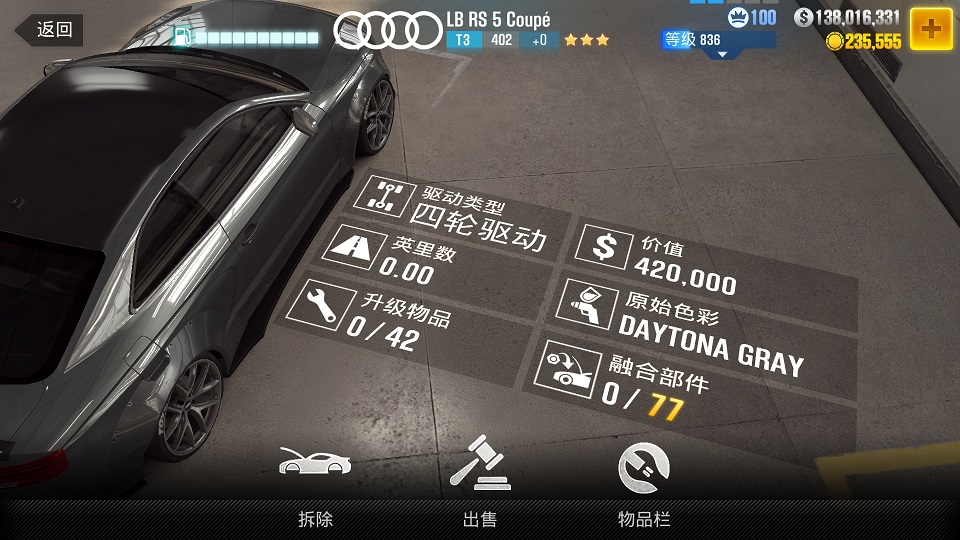 返回
LB RS 5 Coupé
T3 402 +0
100
138,016,331
等级 836
235,555
驱动类型
四轮驱动
英里数
0.00
升级物品
0 / 42
价值
420,000
原始色彩
DAYTONA GRAY
融合部件
0 / 77
拆除
出售
物品栏